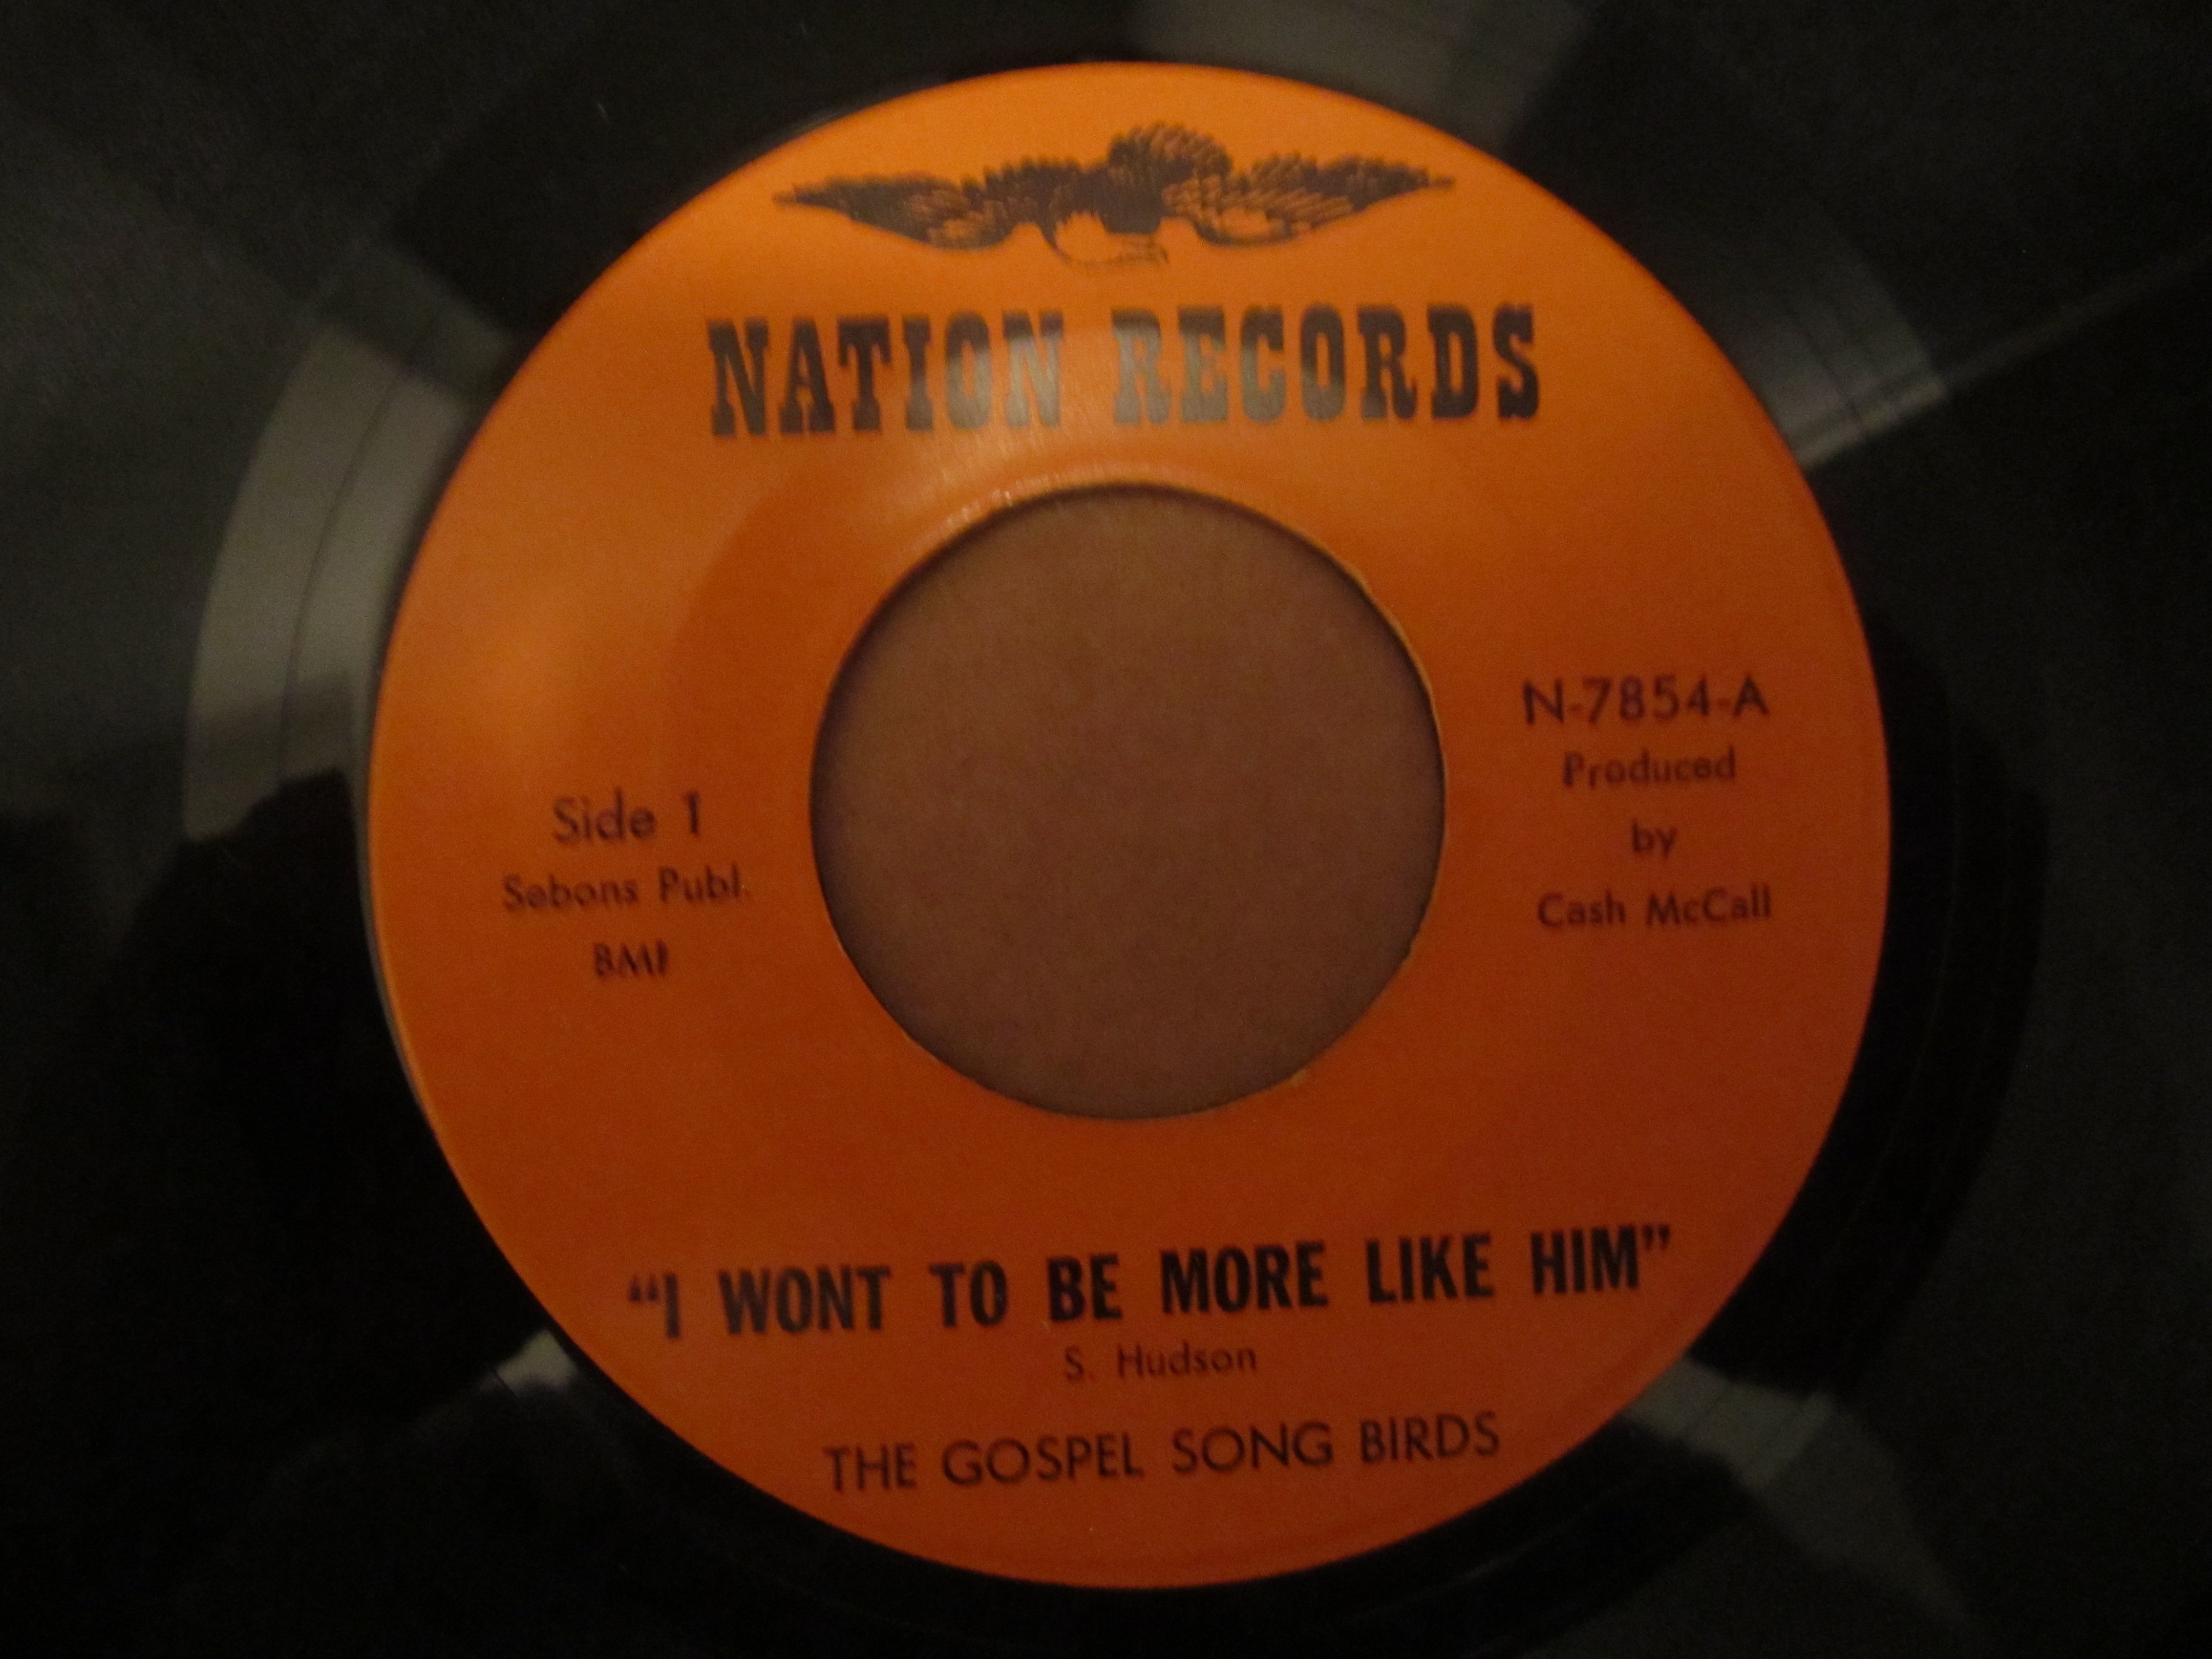 NATION RECORDS
Side 1
Sebons Publ.
BMI
N-7854-A
Produced
by
Cash McCall
"I WONT TO BE MORE LIKE HIM"
S. Hudson
THE GOSPEL SONG BIRDS